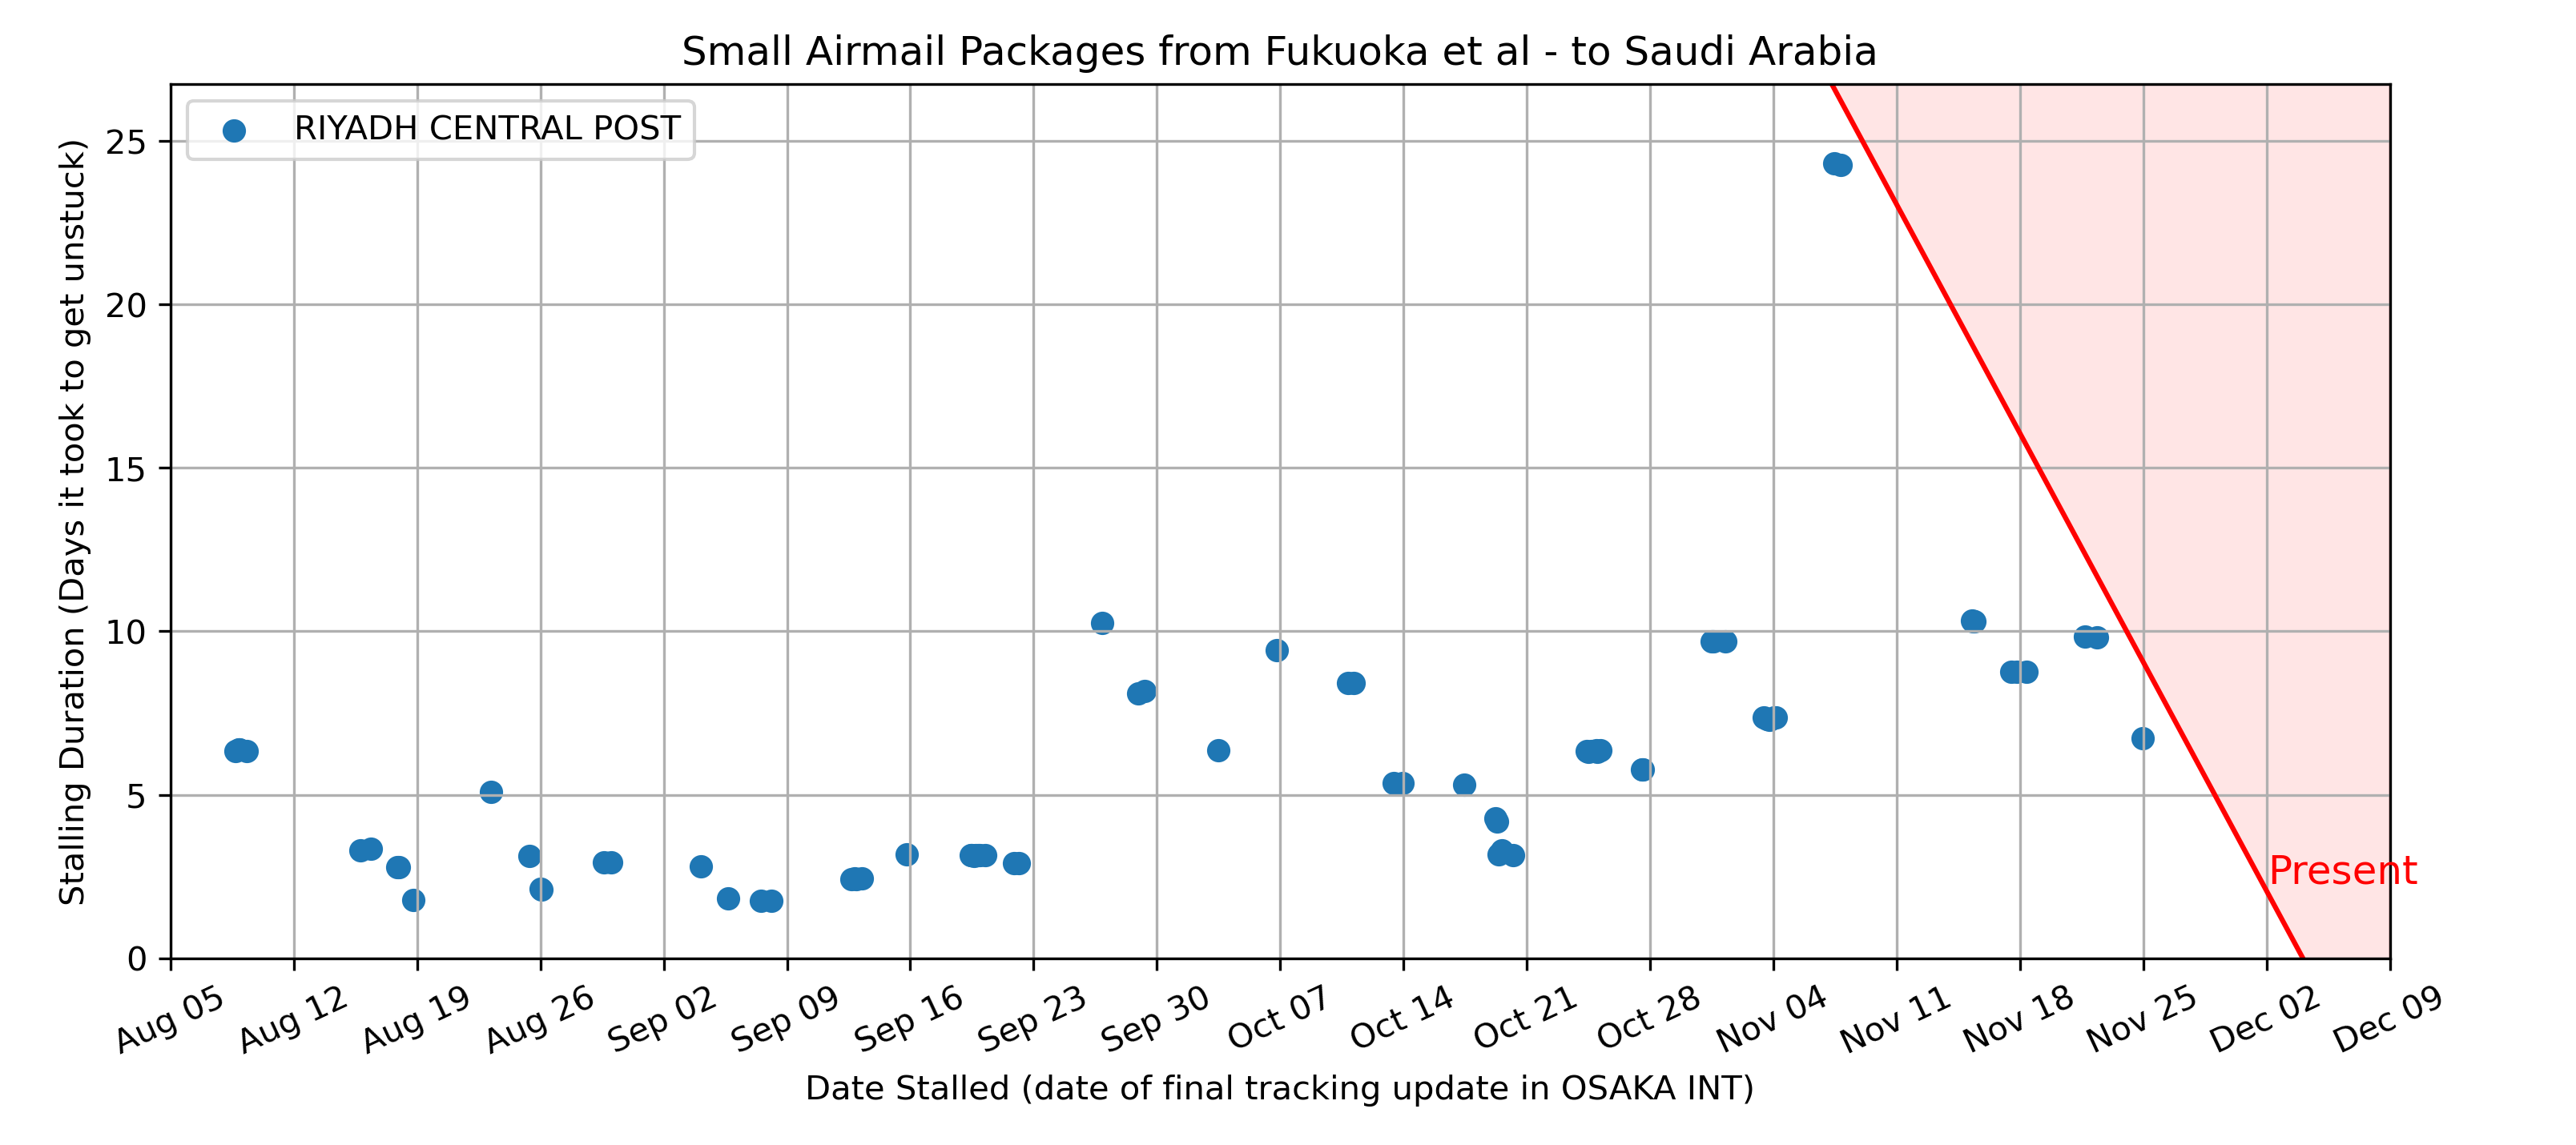 Small Airmail Packages from Fukuoka et al - to Saudi Arabia
RIYADH CENTRAL POST
Stalling Duration (Days it took to get unstuck)
25
20
15
10
5
0
Present
Aug 05
Aug 12
Aug 19
Aug 26
Sep 02
Sep 09
Sep 16
Sep 23
Sep 30
Oct 07
Oct 14
Oct 21
Oct 28
Nov 04
Nov 11
Nov 18
Nov 25
Dec 02
Dec 09
Date Stalled (date of final tracking update in OSAKA INT)